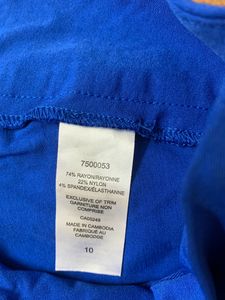 7500053
74% RAYON/RAYONNE
22% NYLON
4% SPANDEX/ELASTHANNE
EXCLUSIVE OF TRIM
GARNITURE NON
COMPRISE
CA05249
MADE IN CAMBODIA
FABRIQUÉ AU
CAMBODGE
10